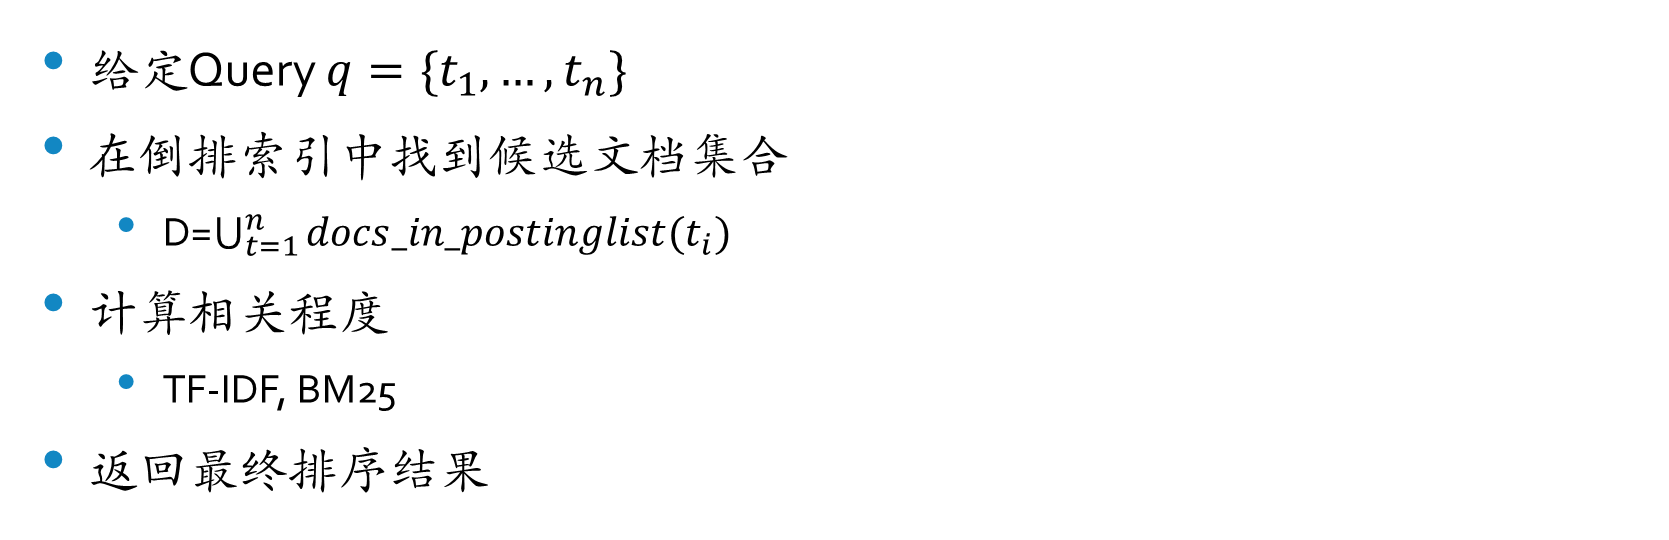 • 给定Query q = {t₁, … , tₙ}
• 在倒排索引中找到候选文档集合
• D=⋃ⁿₜ₌₁ docs_in_postinglist(tᵢ)
• 计算相关程度
• TF-IDF, BM25
• 返回最终排序结果